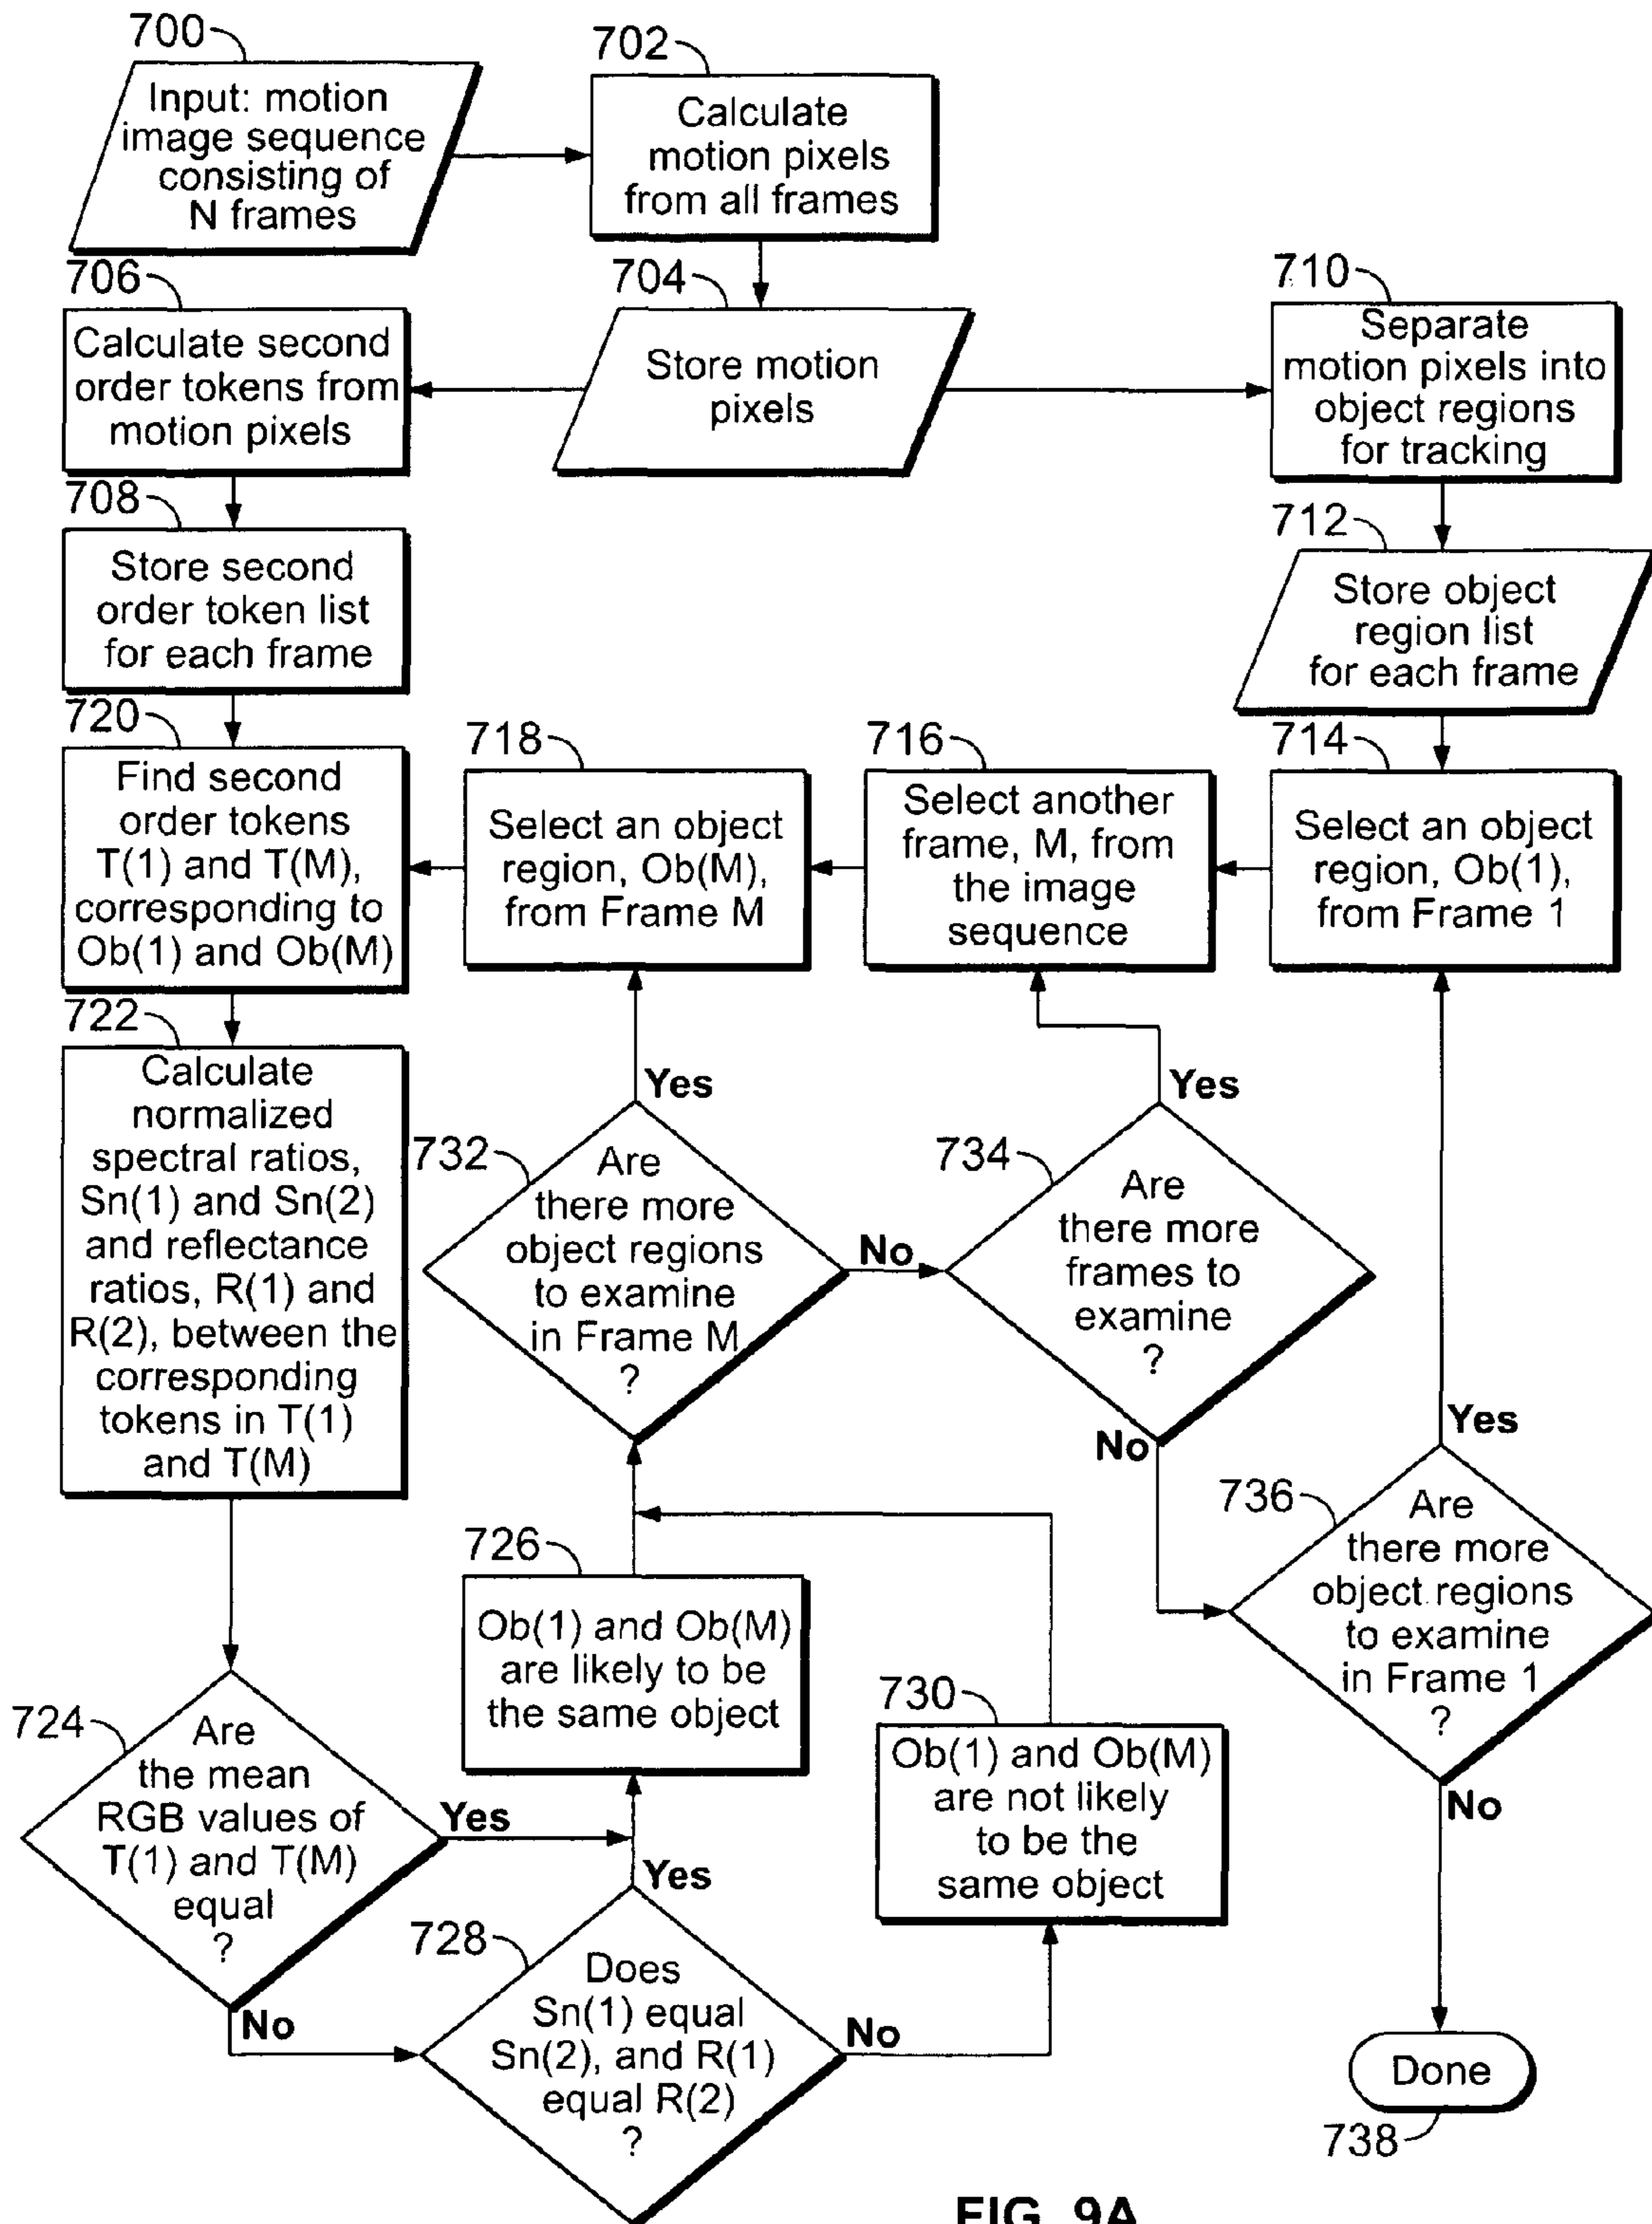 700
Input: motion
image sequence
consisting of
N frames
702
Calculate
motion pixels
from all frames
704
Store motion
pixels
706
Calculate second
order tokens from
motion pixels
708
Store second
order token list
for each frame
710
Separate
motion pixels into
object regions
for tracking
712
Store object
region list
for each frame
714
Select an object
region, Ob(1),
from Frame 1
716
Select another
frame, M, from
the image
sequence
718
Select an object
region, Ob(M),
from Frame M
720
Find second
order tokens
T(1) and T(M),
corresponding to
Ob(1) and Ob(M)
722
Calculate
normalized
spectral ratios,
Sn(1) and Sn(2)
and reflectance
ratios, R(1) and
R(2), between the
corresponding
tokens in T(1)
and T(M)
724
Are
the mean
RGB values of
T(1) and T(M)
equal
?
Yes
No
726
Ob(1) and Ob(M)
are likely to be
the same object
728
Does
Sn(1) equal
Sn(2), and R(1)
equal R(2)
?
Yes
No
730
Ob(1) and Ob(M)
are not likely
to be the
same object
732
Are
there more
object regions
to examine
in Frame M
?
Yes
No
734
Are
there more
frames to
examine
?
Yes
No
736
Are
there more
object regions
to examine
in Frame 1
?
Yes
No
Done
738
FIG. 9A